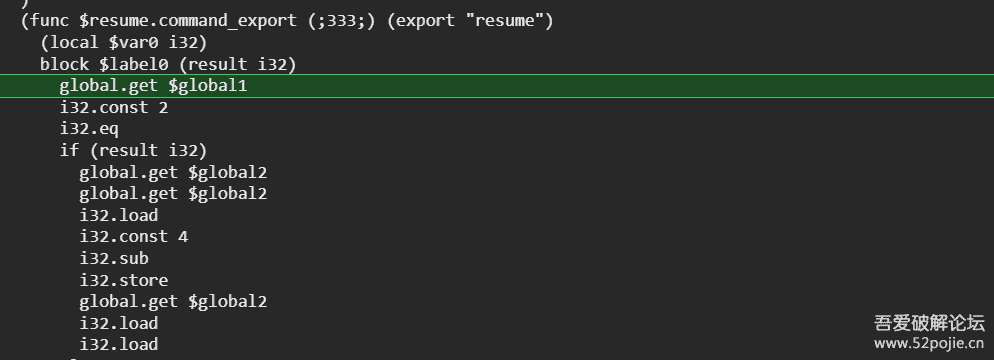 )
(func $resume.command_export (;333;) (export "resume")
(local $var0 i32)
block $label0 (result i32)
global.get $global1
i32.const 2
i32.eq
if (result i32)
global.get $global2
global.get $global2
i32.load
i32.const 4
i32.sub
i32.store
global.get $global2
i32.load
i32.load
吾爱破解论坛
www.52pojie.cn